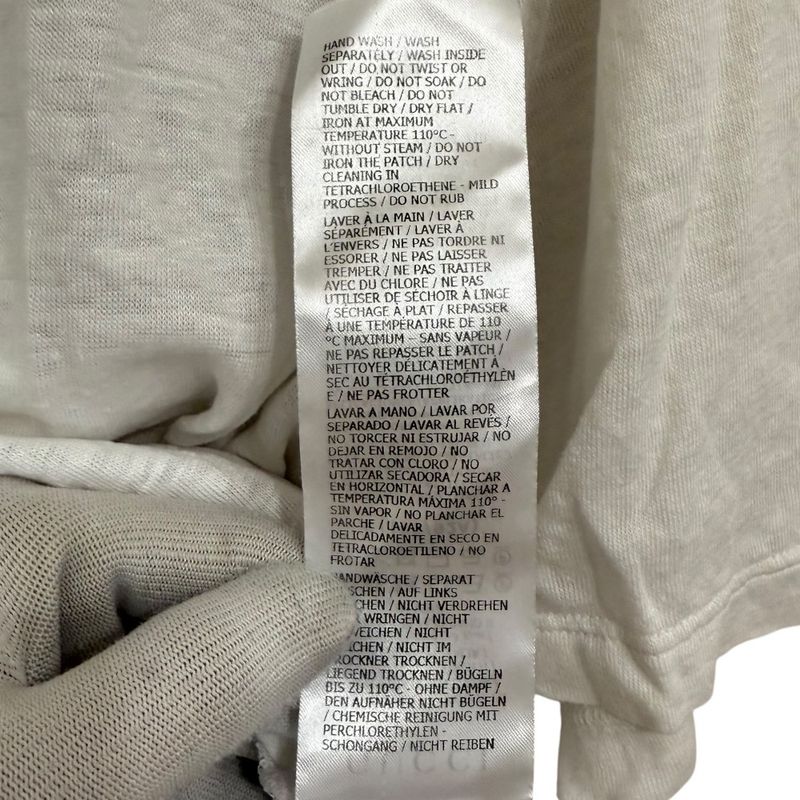 HAND WASH / WASH
SEPARATELY / WASH INSIDE
OUT / DO NOT TWIST OR
WRING / DO NOT SOAK / DO
NOT BLEACH / DO NOT
TUMBLE DRY / DRY FLAT /
IRON AT MAXIMUM
TEMPERATURE 110°C -
WITHOUT STEAM / DO NOT
IRON THE PATCH / DRY
CLEANING IN
TETRACHLOROETHENE - MILD
PROCESS / DO NOT RUB
LAVER À LA MAIN / LAVER
SÉPARÉMENT / LAVER À
L'ENVERS / NE PAS TORDRE NI
ESSORER / NE PAS LAISSER
TREMPER / NE PAS TRAITER
AVEC DU CHLORE / NE PAS
UTILISER DE SÉCHOIR À LINGE
/ SÉCHAGE À PLAT / REPASSER
À UNE TEMPÉRATURE DE 110
°C MAXIMUM – SANS VAPEUR /
NE PAS REPASSER LE PATCH /
NETTOYER DÉLICATEMENT À
SEC AU TÉTRACHLOROÉTHYLÈN
E / NE PAS FROTTER
LAVAR A MANO / LAVAR POR
SEPARADO / LAVAR AL REVÉS /
NO TORCER NI ESTRUJAR / NO
DEJAR EN REMOJO / NO
TRATAR CON CLORO / NO
UTILIZAR SECADORA / SECAR
EN HORIZONTAL / PLANCHAR A
TEMPERATURA MÁXIMA 110° -
SIN VAPOR / NO PLANCHAR EL
PARCHE / LAVAR
DELICADAMENTE EN SECO EN
TETRACLOROETILENO / NO
FROTAR
HANDWÄSCHE / SEPARAT
SCHEN / AUF LINKS
CHEN / NICHT VERDREHEN
R WRINGEN / NICHT
EICHEN / NICHT
CHEN / NICHT IM
TROCKNER TROCKNEN /
LIEGEND TROCKNEN / BÜGELN
BIS ZU 110°C - OHNE DAMPF /
DEN AUFNÄHER NICHT BÜGELN
/ CHEMISCHE REINIGUNG MIT
PERCHLORETHYLEN -
SCHONGANG / NICHT REIBEN